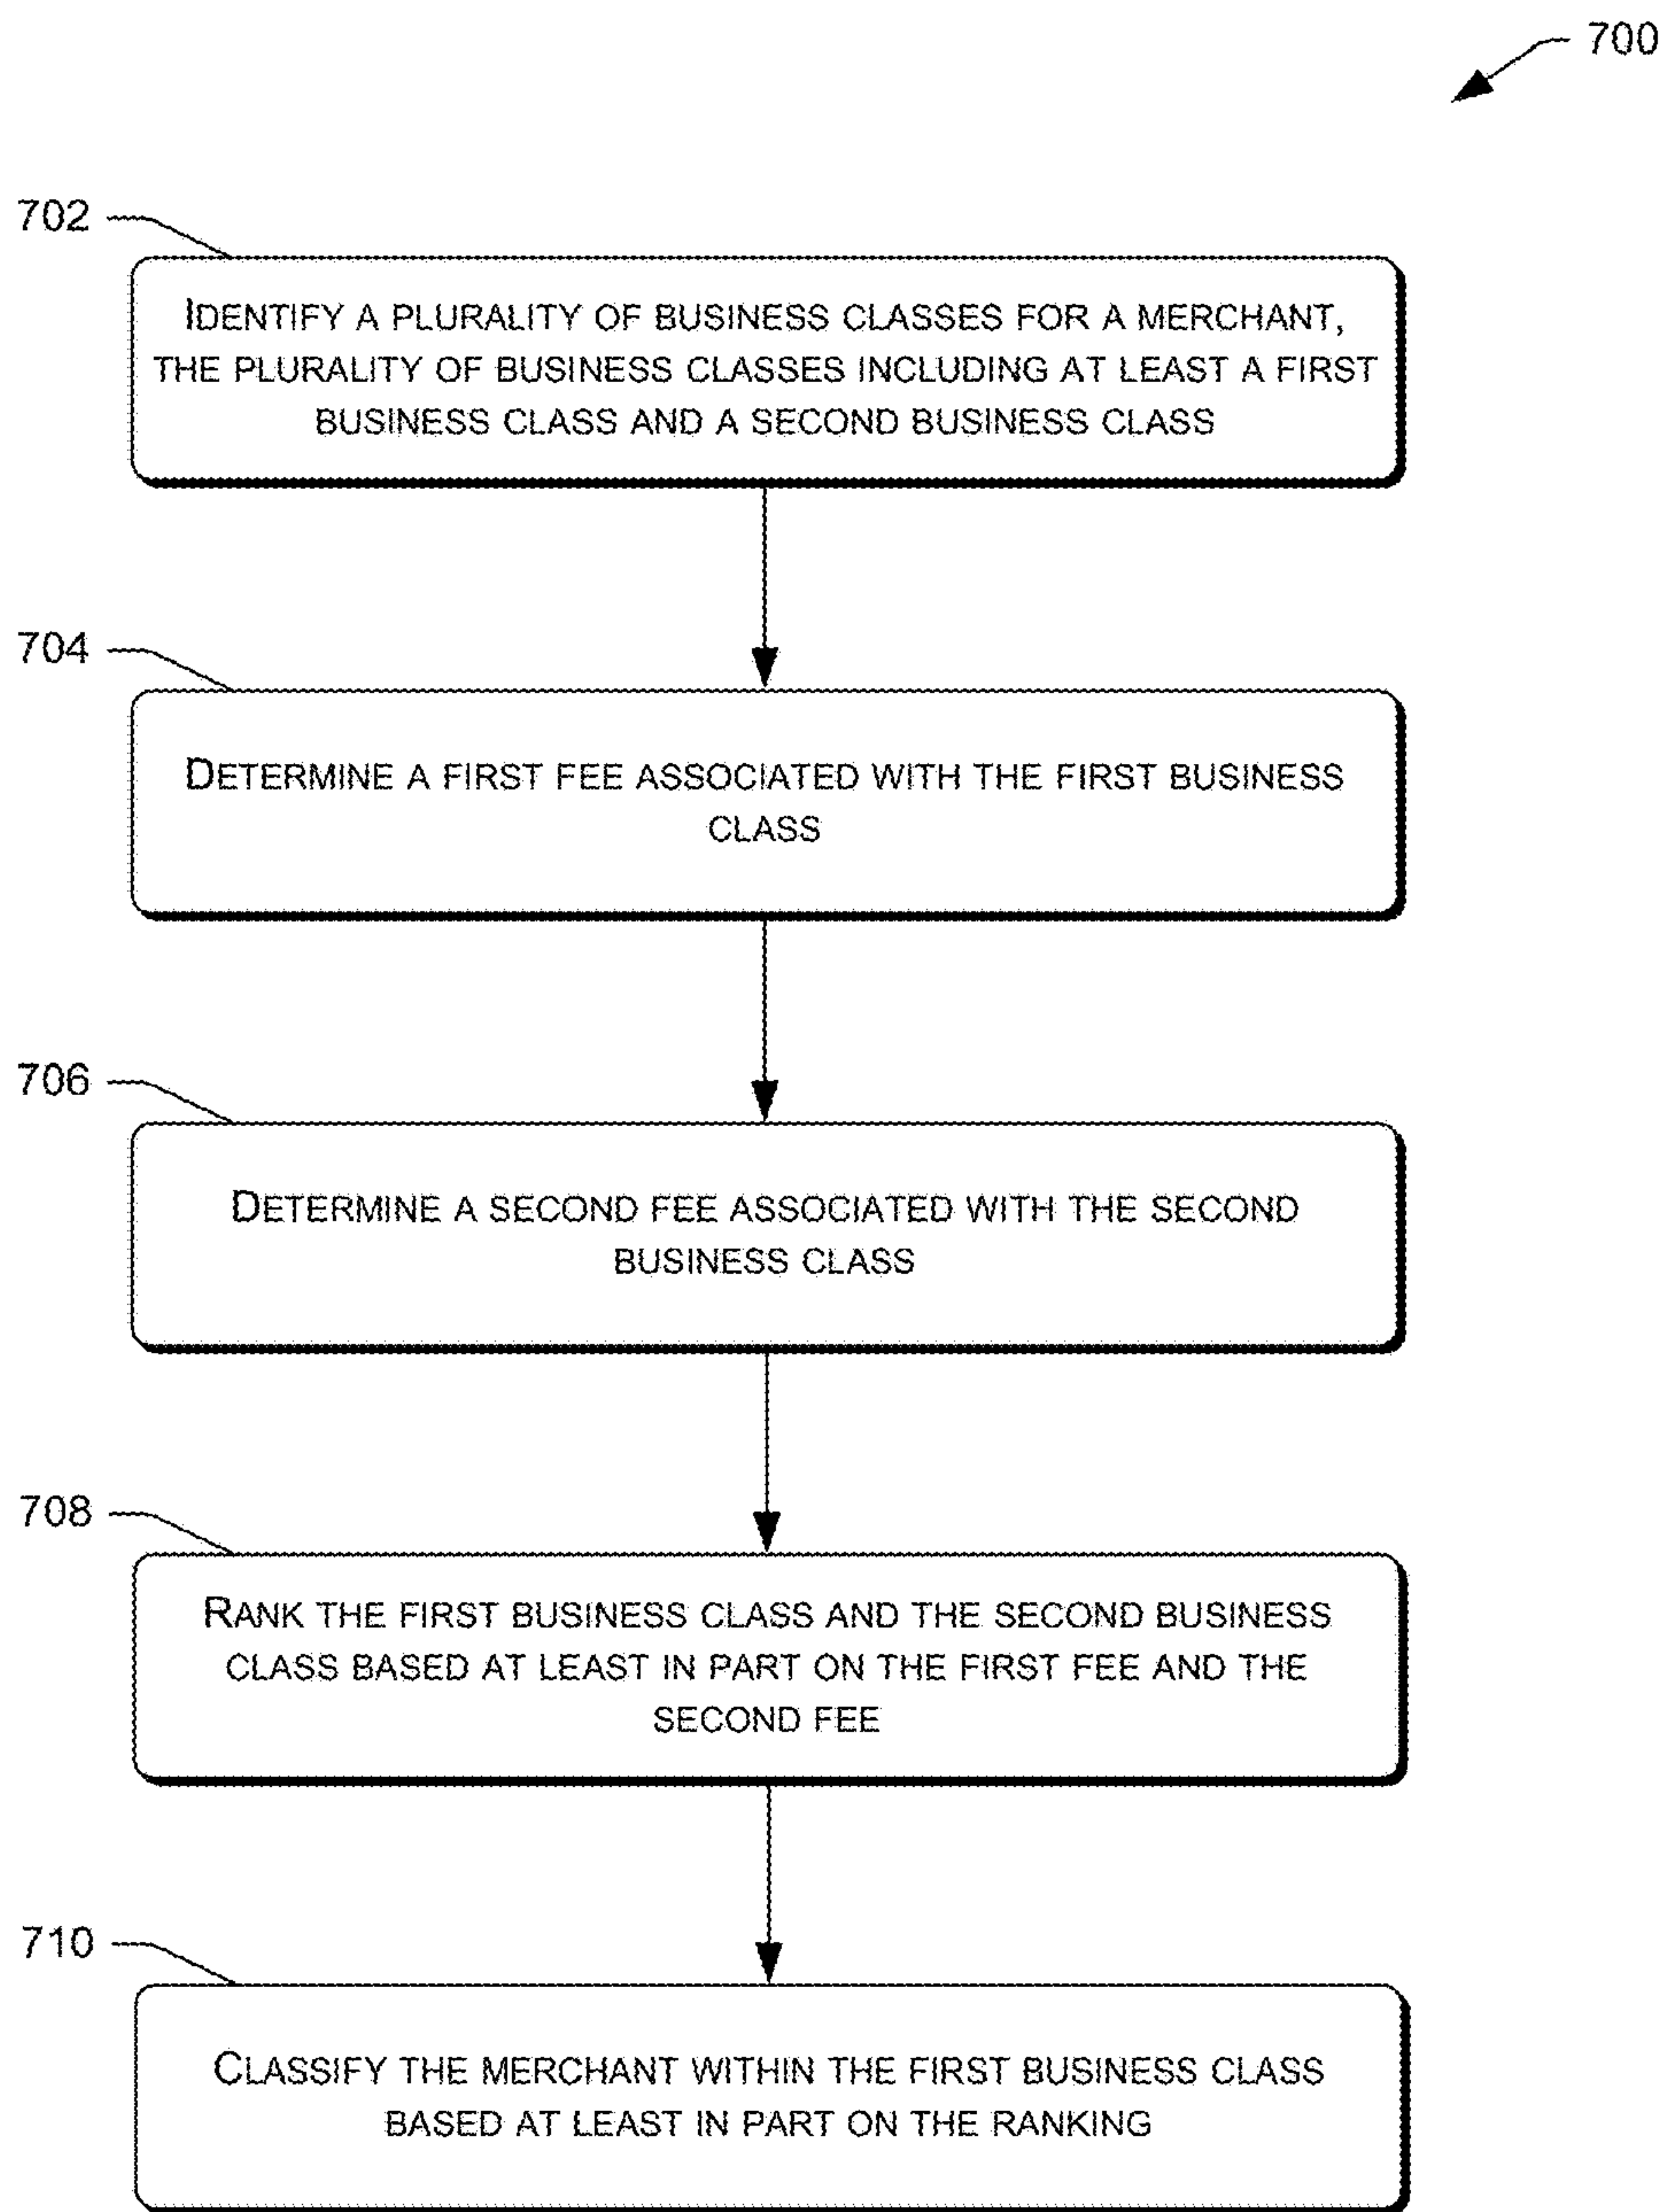 700
702
IDENTIFY A PLURALITY OF BUSINESS CLASSES FOR A MERCHANT,
THE PLURALITY OF BUSINESS CLASSES INCLUDING AT LEAST A FIRST
BUSINESS CLASS AND A SECOND BUSINESS CLASS
704
DETERMINE A FIRST FEE ASSOCIATED WITH THE FIRST BUSINESS
CLASS
706
DETERMINE A SECOND FEE ASSOCIATED WITH THE SECOND
BUSINESS CLASS
708
RANK THE FIRST BUSINESS CLASS AND THE SECOND BUSINESS
CLASS BASED AT LEAST IN PART ON THE FIRST FEE AND THE
SECOND FEE
710
CLASSIFY THE MERCHANT WITHIN THE FIRST BUSINESS CLASS
BASED AT LEAST IN PART ON THE RANKING